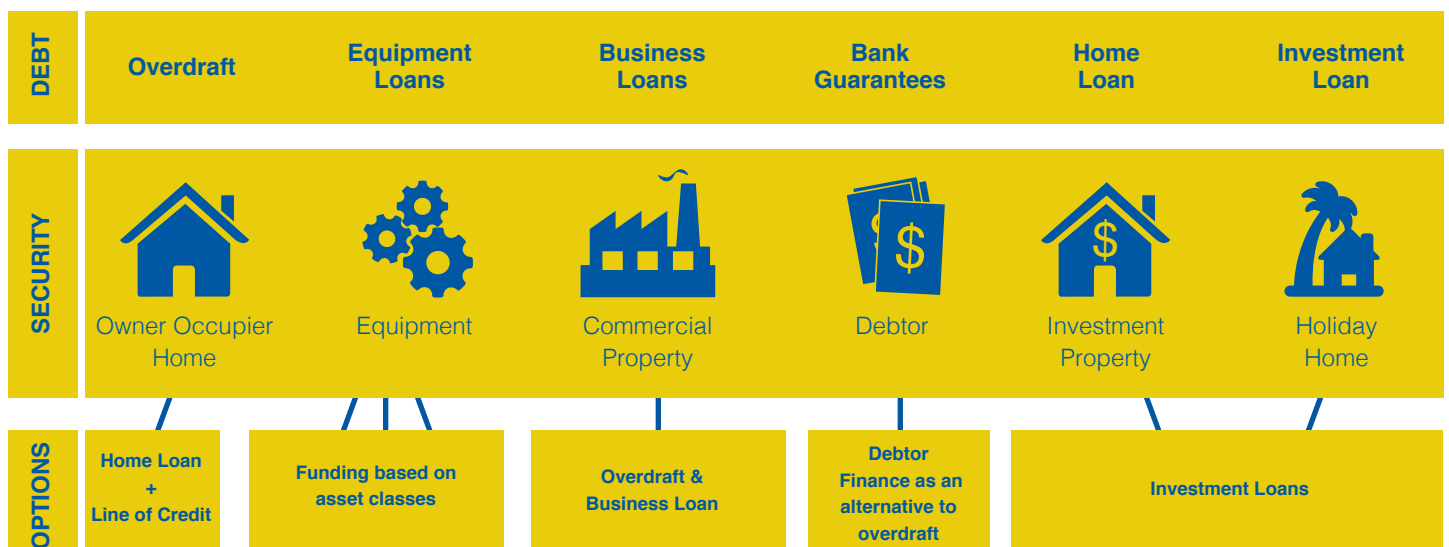 DEBT
Overdraft
Equipment
Loans
Business
Loans
Bank
Guarantees
Home
Loan
Investment
Loan
SECURITY
$
$
$
Owner Occupier
Home
Equipment
Commercial
Property
Debtor
Investment
Property
Holiday
Home
OPTIONS
Home Loan
+
Line of Credit
Funding based on
asset classes
Overdraft &
Business Loan
Debtor
Finance as an
alternative to
overdraft
Investment Loans